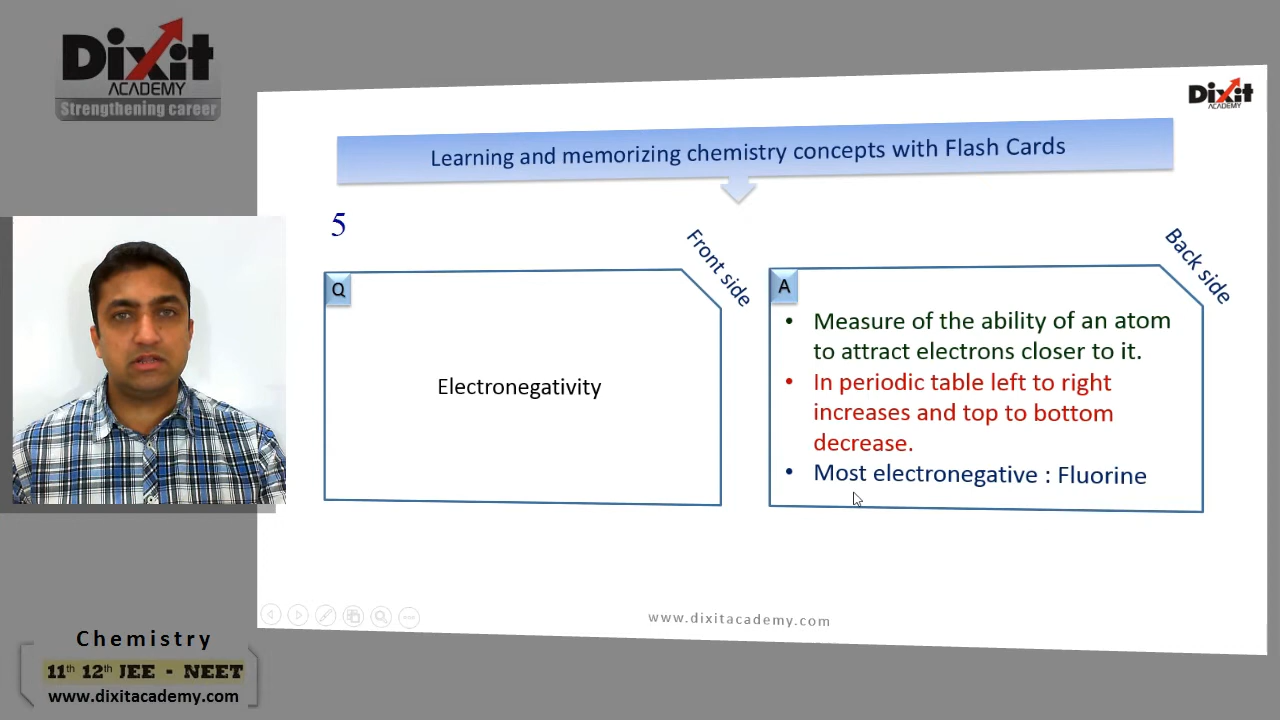 Dixit
ACADEMY
Strengthening career
Dixit
ACADEMY
Learning and memorizing chemistry concepts with Flash Cards
5
Front side
Back side
Q
Electronegativity
A
• Measure of the ability of an atom
to attract electrons closer to it.
• In periodic table left to right
increases and top to bottom
decrease.
• Most electronegative : Fluorine
www.dixitacademy.com
Chemistry
11th 12th JEE - NEET
www.dixitacademy.com